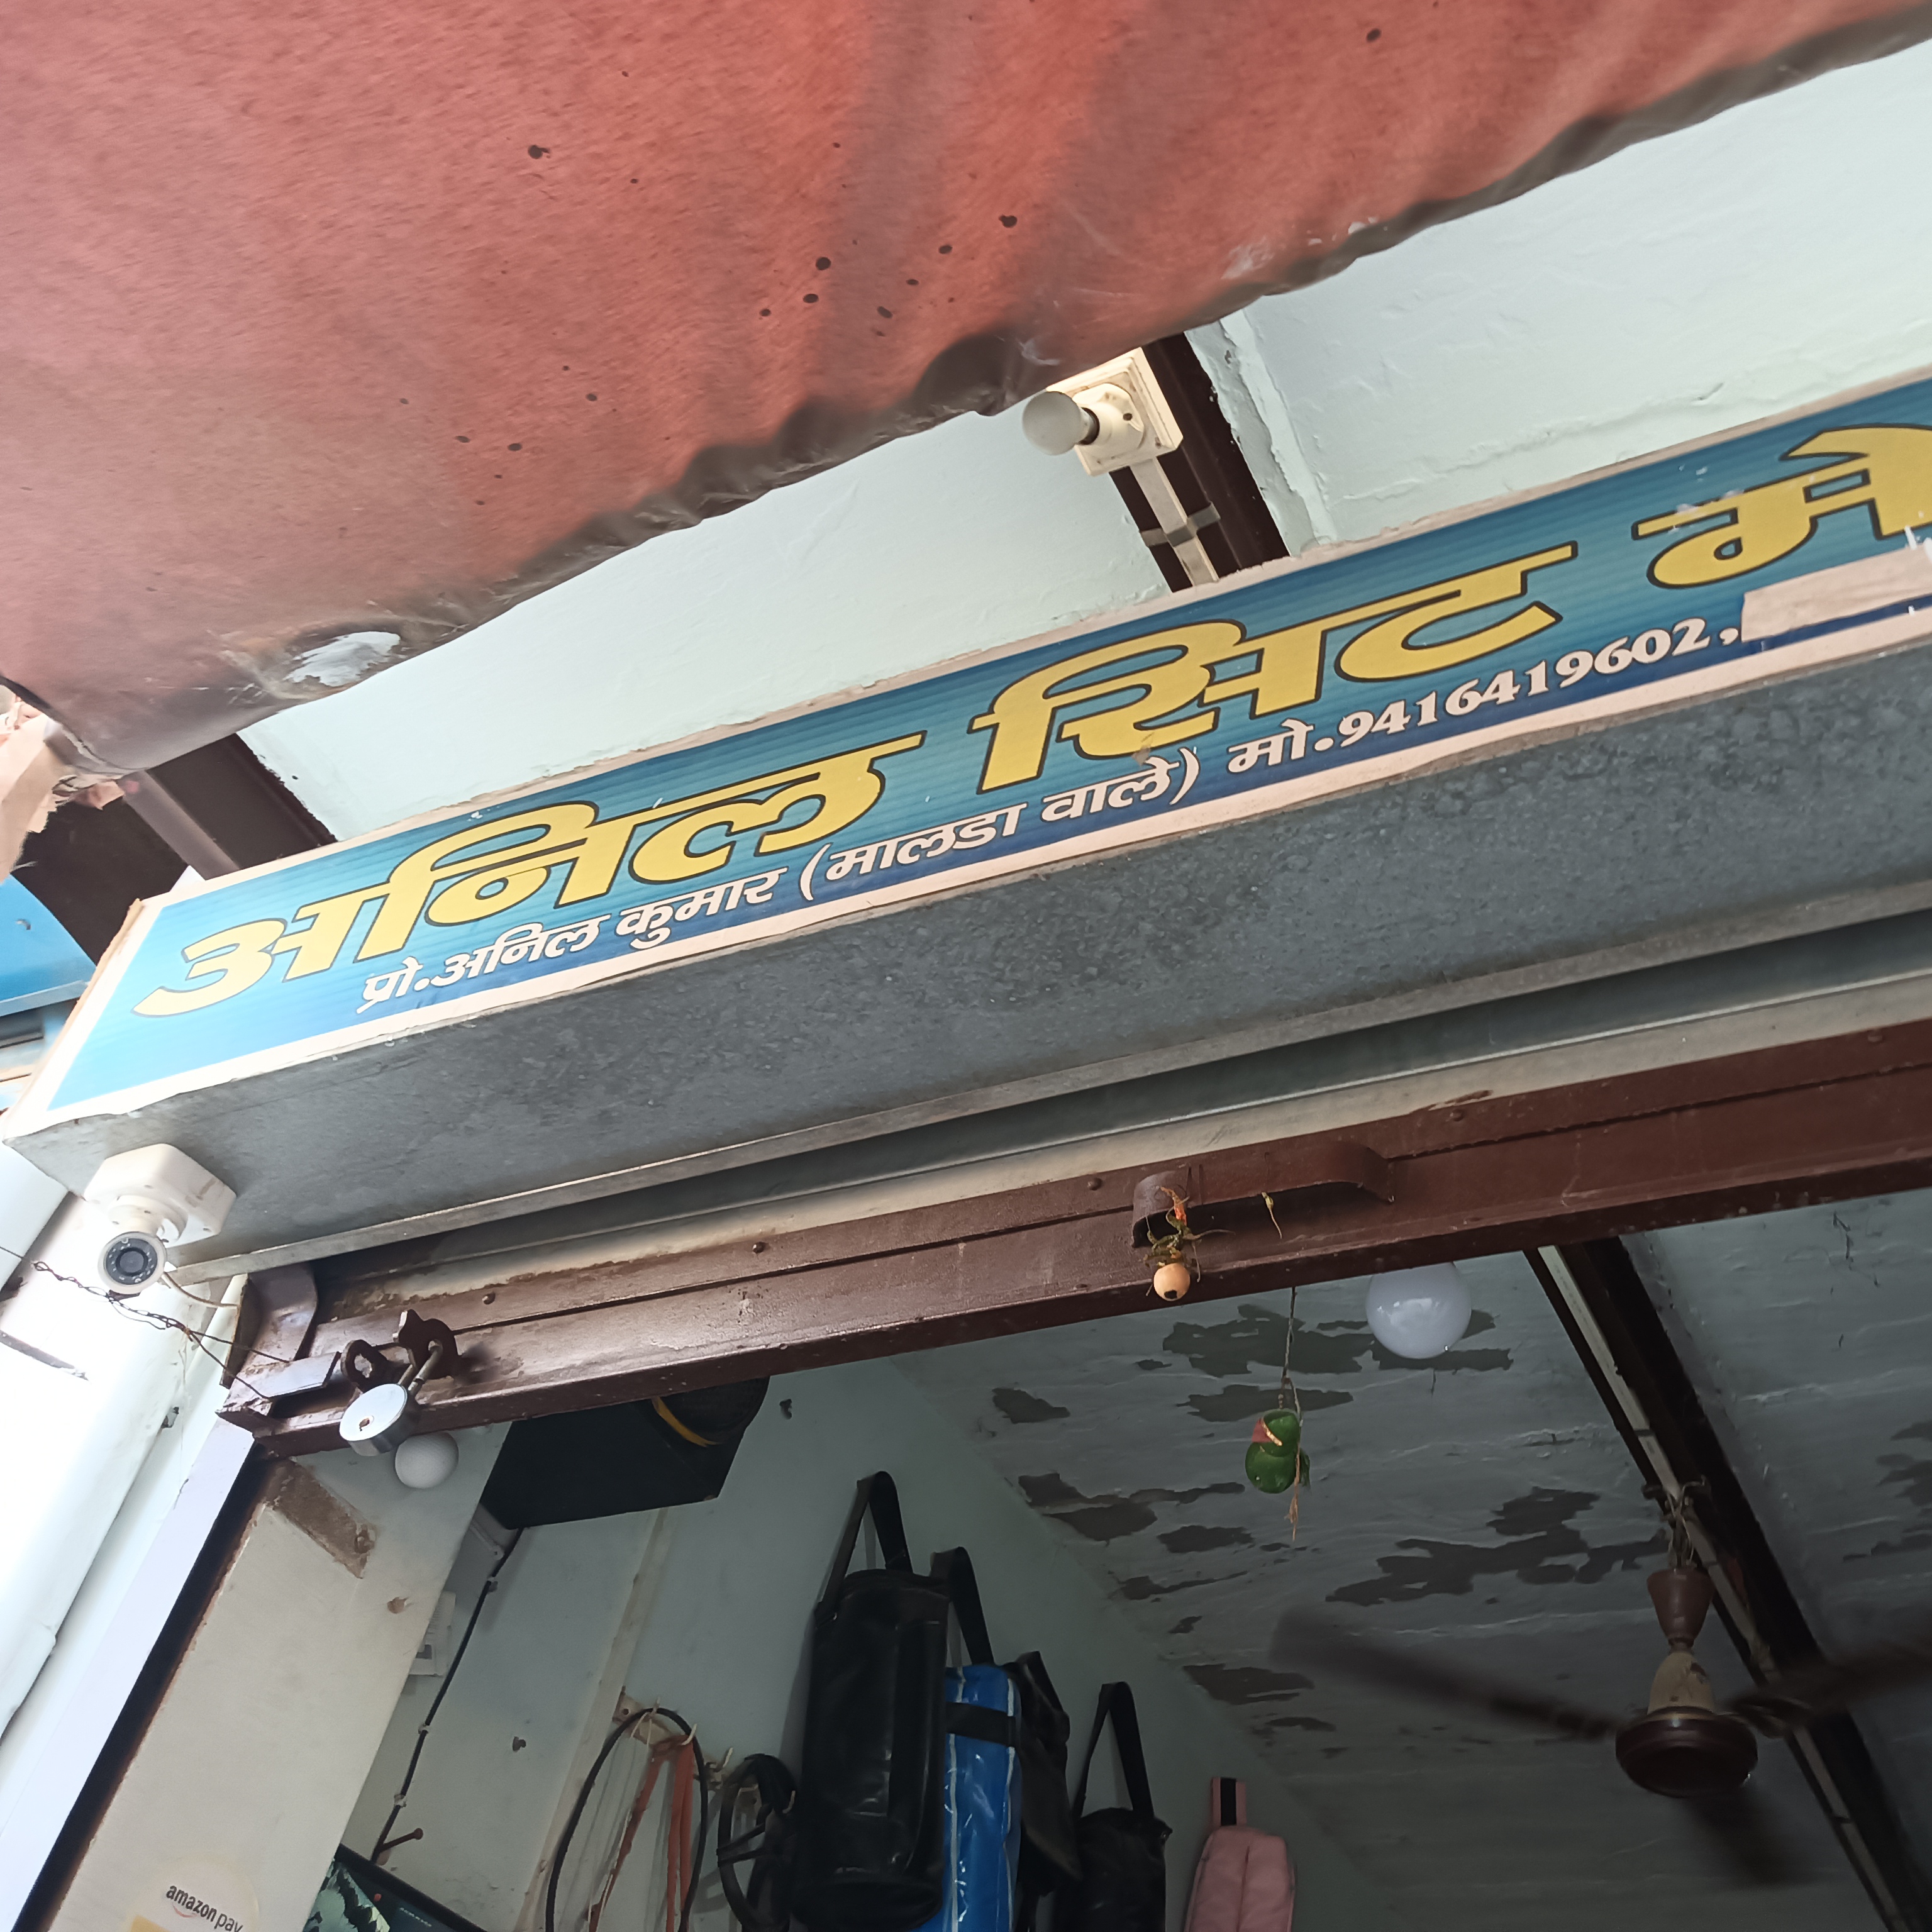 अनिल सिट मे
प्रो.अनिल कुमार (मालडा वाले) मो.9416419602,
amazon pay